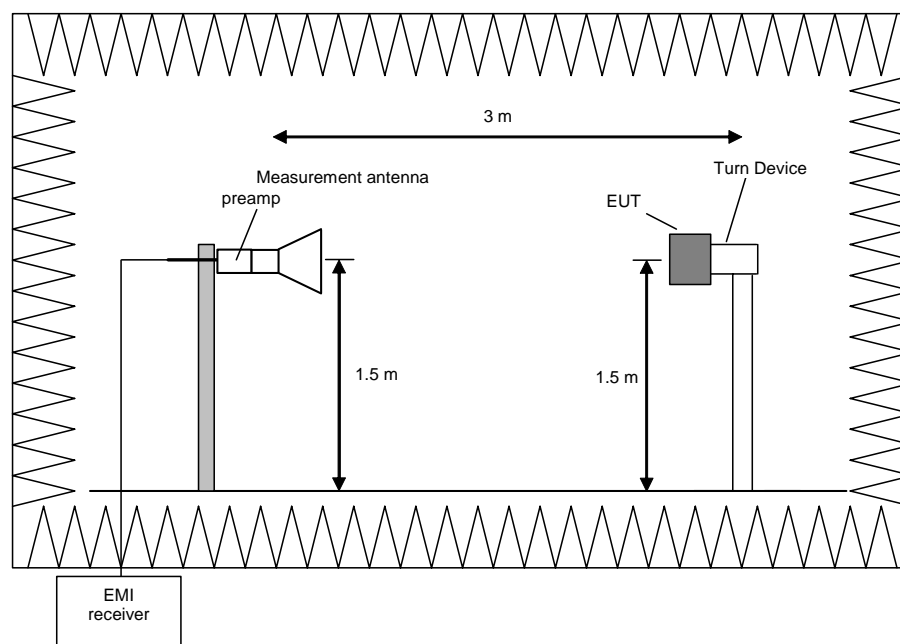 3 m
Measurement antenna
preamp
Turn Device
EUT
1.5 m
1.5 m
EMI
receiver